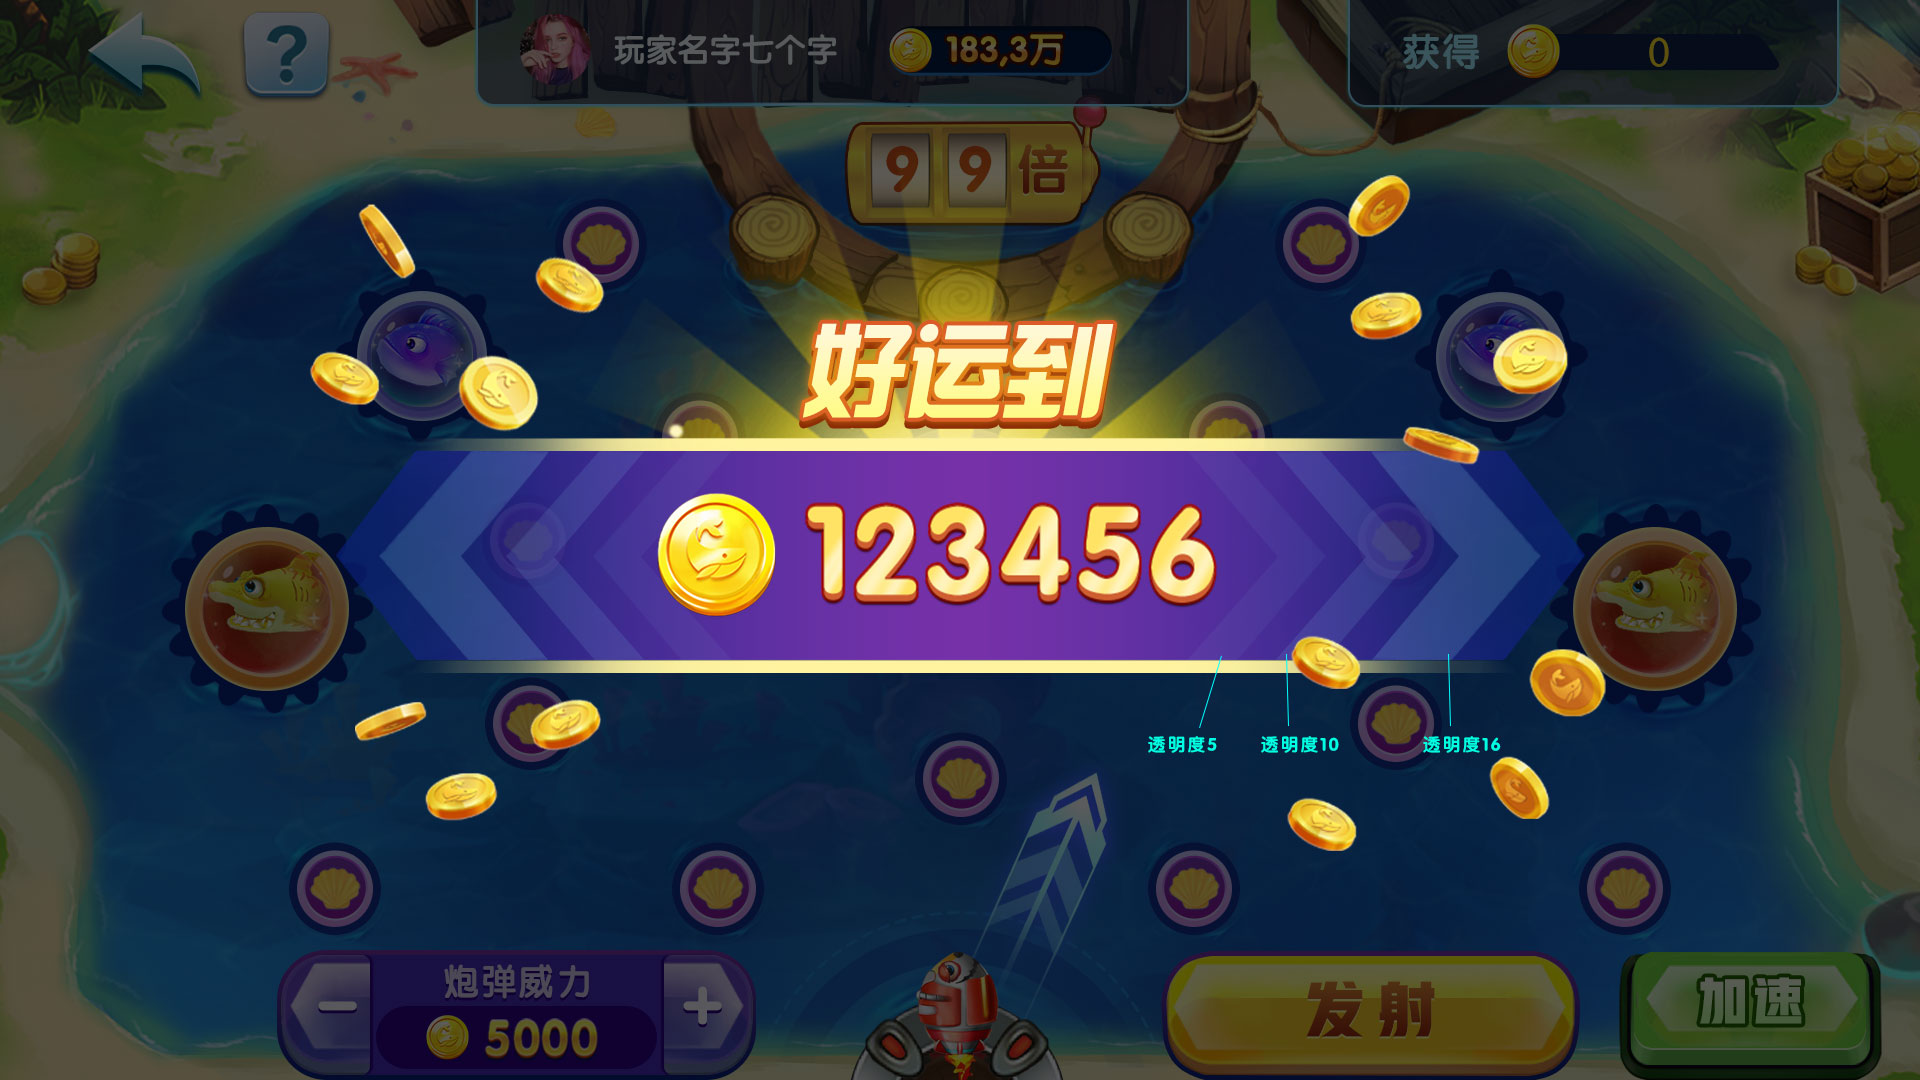 ?
玩家名字七个字
183,3万
获得
0
99倍
好运到
123456
透明度5
透明度10
透明度16
炮弹威力
5000
发射
加速